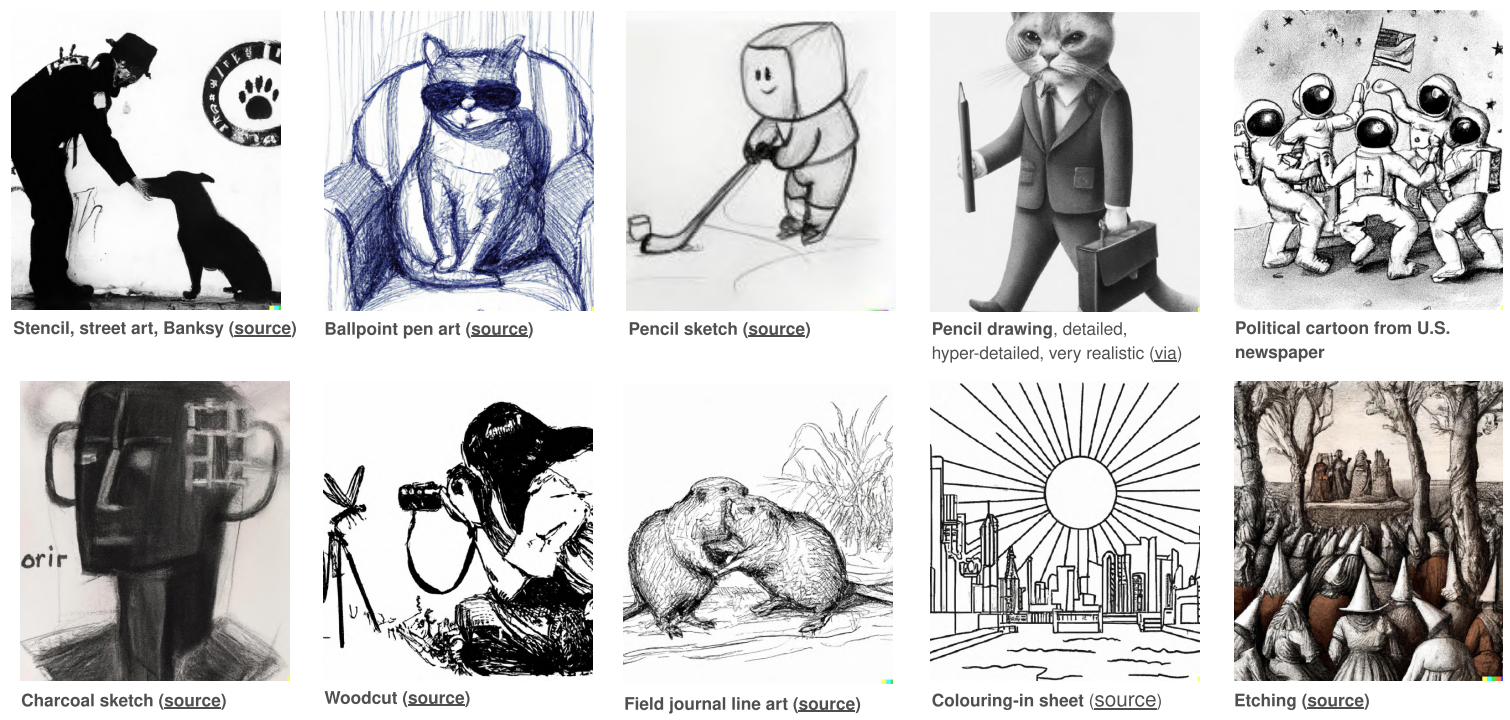 Stencil, street art, Banksy (source)
Ballpoint pen art (source)
Pencil sketch (source)
Pencil drawing, detailed,
hyper-detailed, very realistic (via)
Political cartoon from U.S.
newspaper
orir
Charcoal sketch (source)
Woodcut (source)
Field journal line art (source)
Colouring-in sheet (source)
Etching (source)